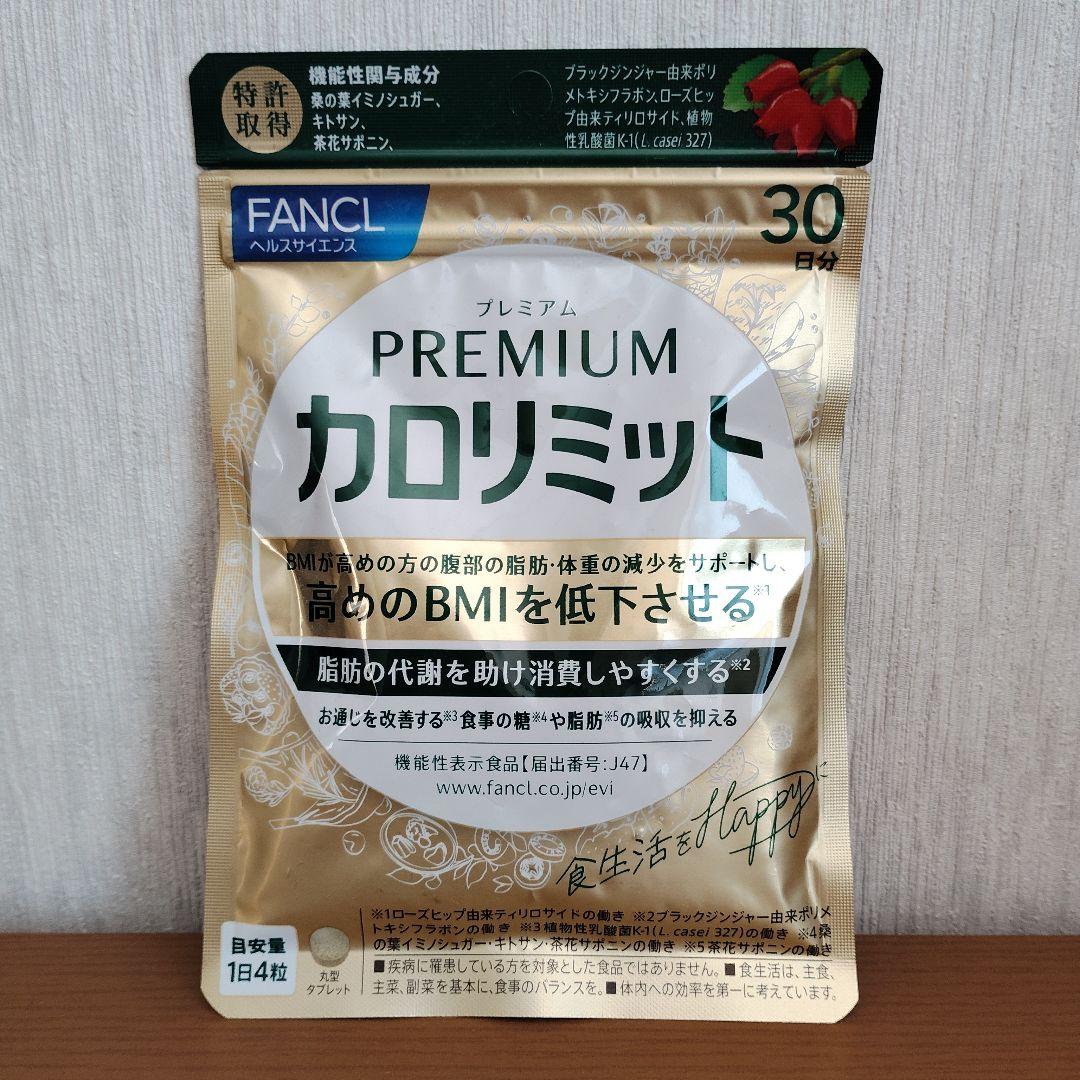 特許
取得
機能性関与成分
桑の葉イミノシュガー、
キトサン、
茶花サポニン、
ブラックジンジャー由来ポリ
メトキシフラボン、ローズヒッ
プ由来ティリロサイド、植物
性乳酸菌K-1(L. casei 327)
FANCL
ヘルスサイエンス
30
日分
プレミアム
PREMIUM
カロリミット
BMIが高めの方の腹部の脂肪・体重の減少をサポートし、
高めのBMIを低下させる※1
脂肪の代謝を助け消費しやすくする※2
お通じを改善する※3食事の糖※4や脂肪※5の吸収を抑える
機能性表示食品【届出番号:J47】
www.fancl.co.jp/evi
食生活をHappyに
※1ローズヒップ由来ティリロサイドの働き ※2ブラックジンジャー由来ポリメ
トキシフラボンの働き ※3植物性乳酸菌K-1(L. casei 327)の働き ※4桑
の葉イミノシュガー・キトサン・茶花サポニンの働き ※5茶花サポニンの働き
■疾病に罹患している方を対象とした食品ではありません。■食生活は、主食、
主菜、副菜を基本に、食事のバランスを。■体内への効率を第一に考えています。
目安量
1日4粒
丸型
タブレット